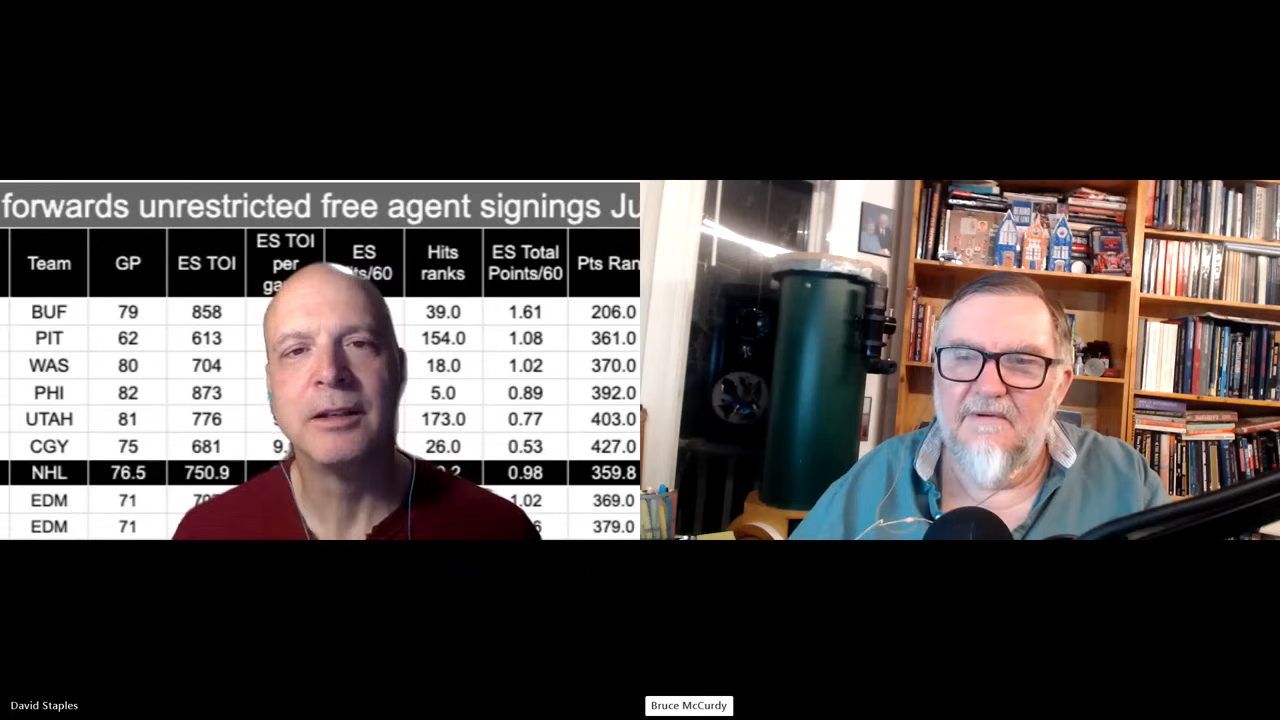 forwards unrestricted free agent signings Ju
Team GP ES TOI ES TOI per ES Hits ranks ES Total Points/60 Pts Ran
BUF 79 858 39.0 1.61 206.0
PIT 62 613 154.0 1.08 361.0
WAS 80 704 18.0 1.02 370.0
PHI 82 873 5.0 0.89 392.0
UTAH 81 776 173.0 0.77 403.0
CGY 75 681 9. 26.0 0.53 427.0
NHL 76.5 750.9 0.98 359.8
EDM 71 1.02 369.0
EDM 71 379.0
BEHIND
David Staples
Bruce McCurdy